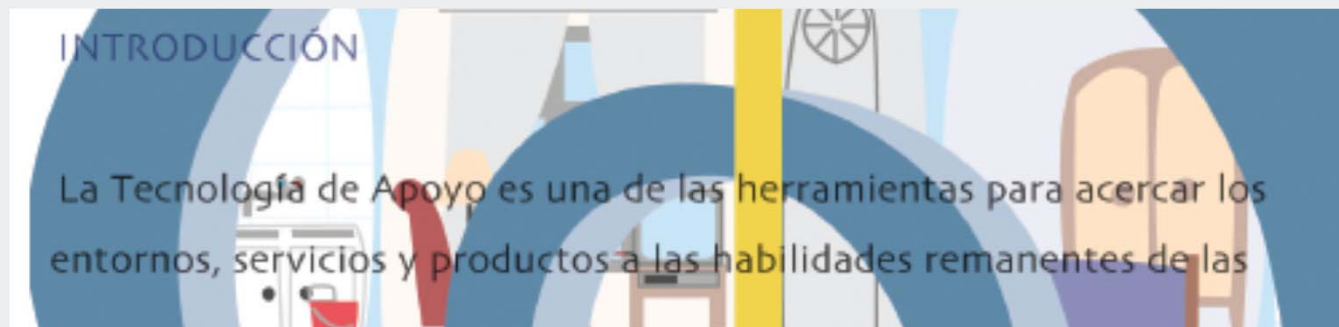 INTRODUCCIÓN
La Tecnología de Apoyo es una de las herramientas para acercar los
entornos, servicios y productos a las habilidades remanentes de las